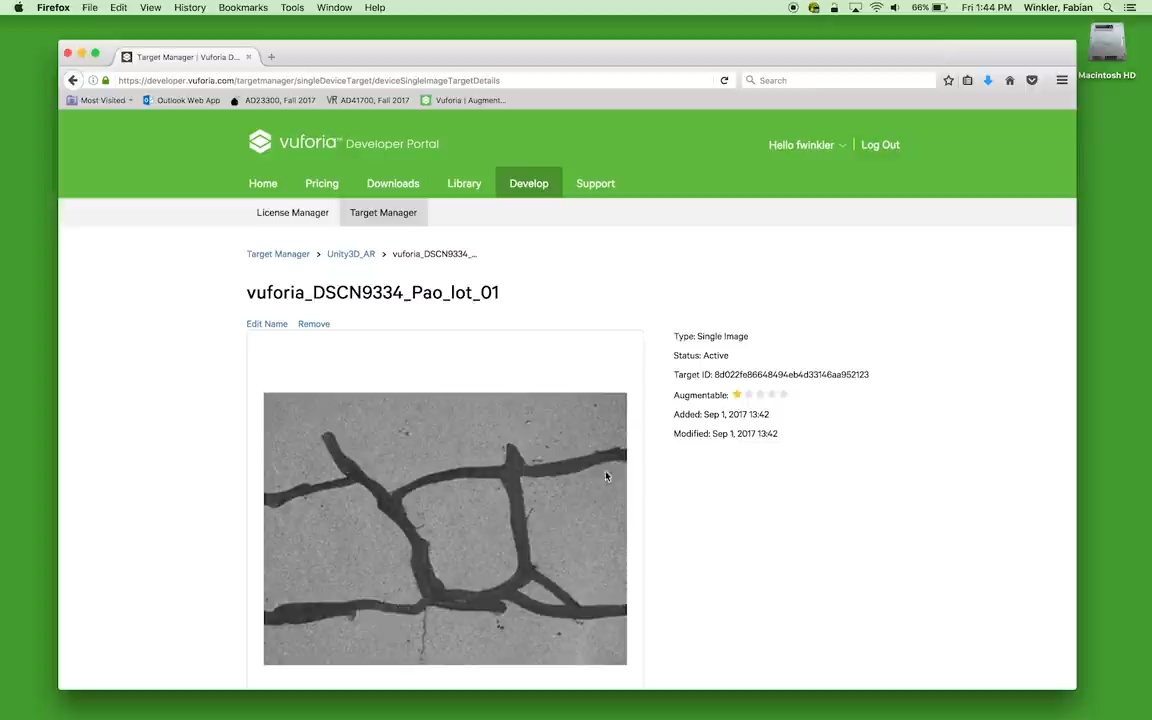 Firefox File Edit View History Bookmarks Tools Window Help 66% Fri 1:44 PM Winkler, Fabian
Macintosh HD
Target Manager | Vuforia D...
https://developer.vuforia.com/targetmanager/singleDeviceTarget/deviceSingleImageTargetDetails Search
Most Visited Outlook Web App AD23300, Fall 2017 VR AD41700, Fall 2017 Vuforia | Augment...
vuforia™ Developer Portal Hello fwinkler | Log Out
Home Pricing Downloads Library Develop Support
License Manager Target Manager
Target Manager > Unity3D_AR > vuforia_DSCN9334_...
vuforia_DSCN9334_Pao_lot_01
Edit Name Remove
Type: Single Image
Status: Active
Target ID: 8d022fe86648494eb4d33146aa952123
Augmentable:
Added: Sep 1, 2017 13:42
Modified: Sep 1, 2017 13:42